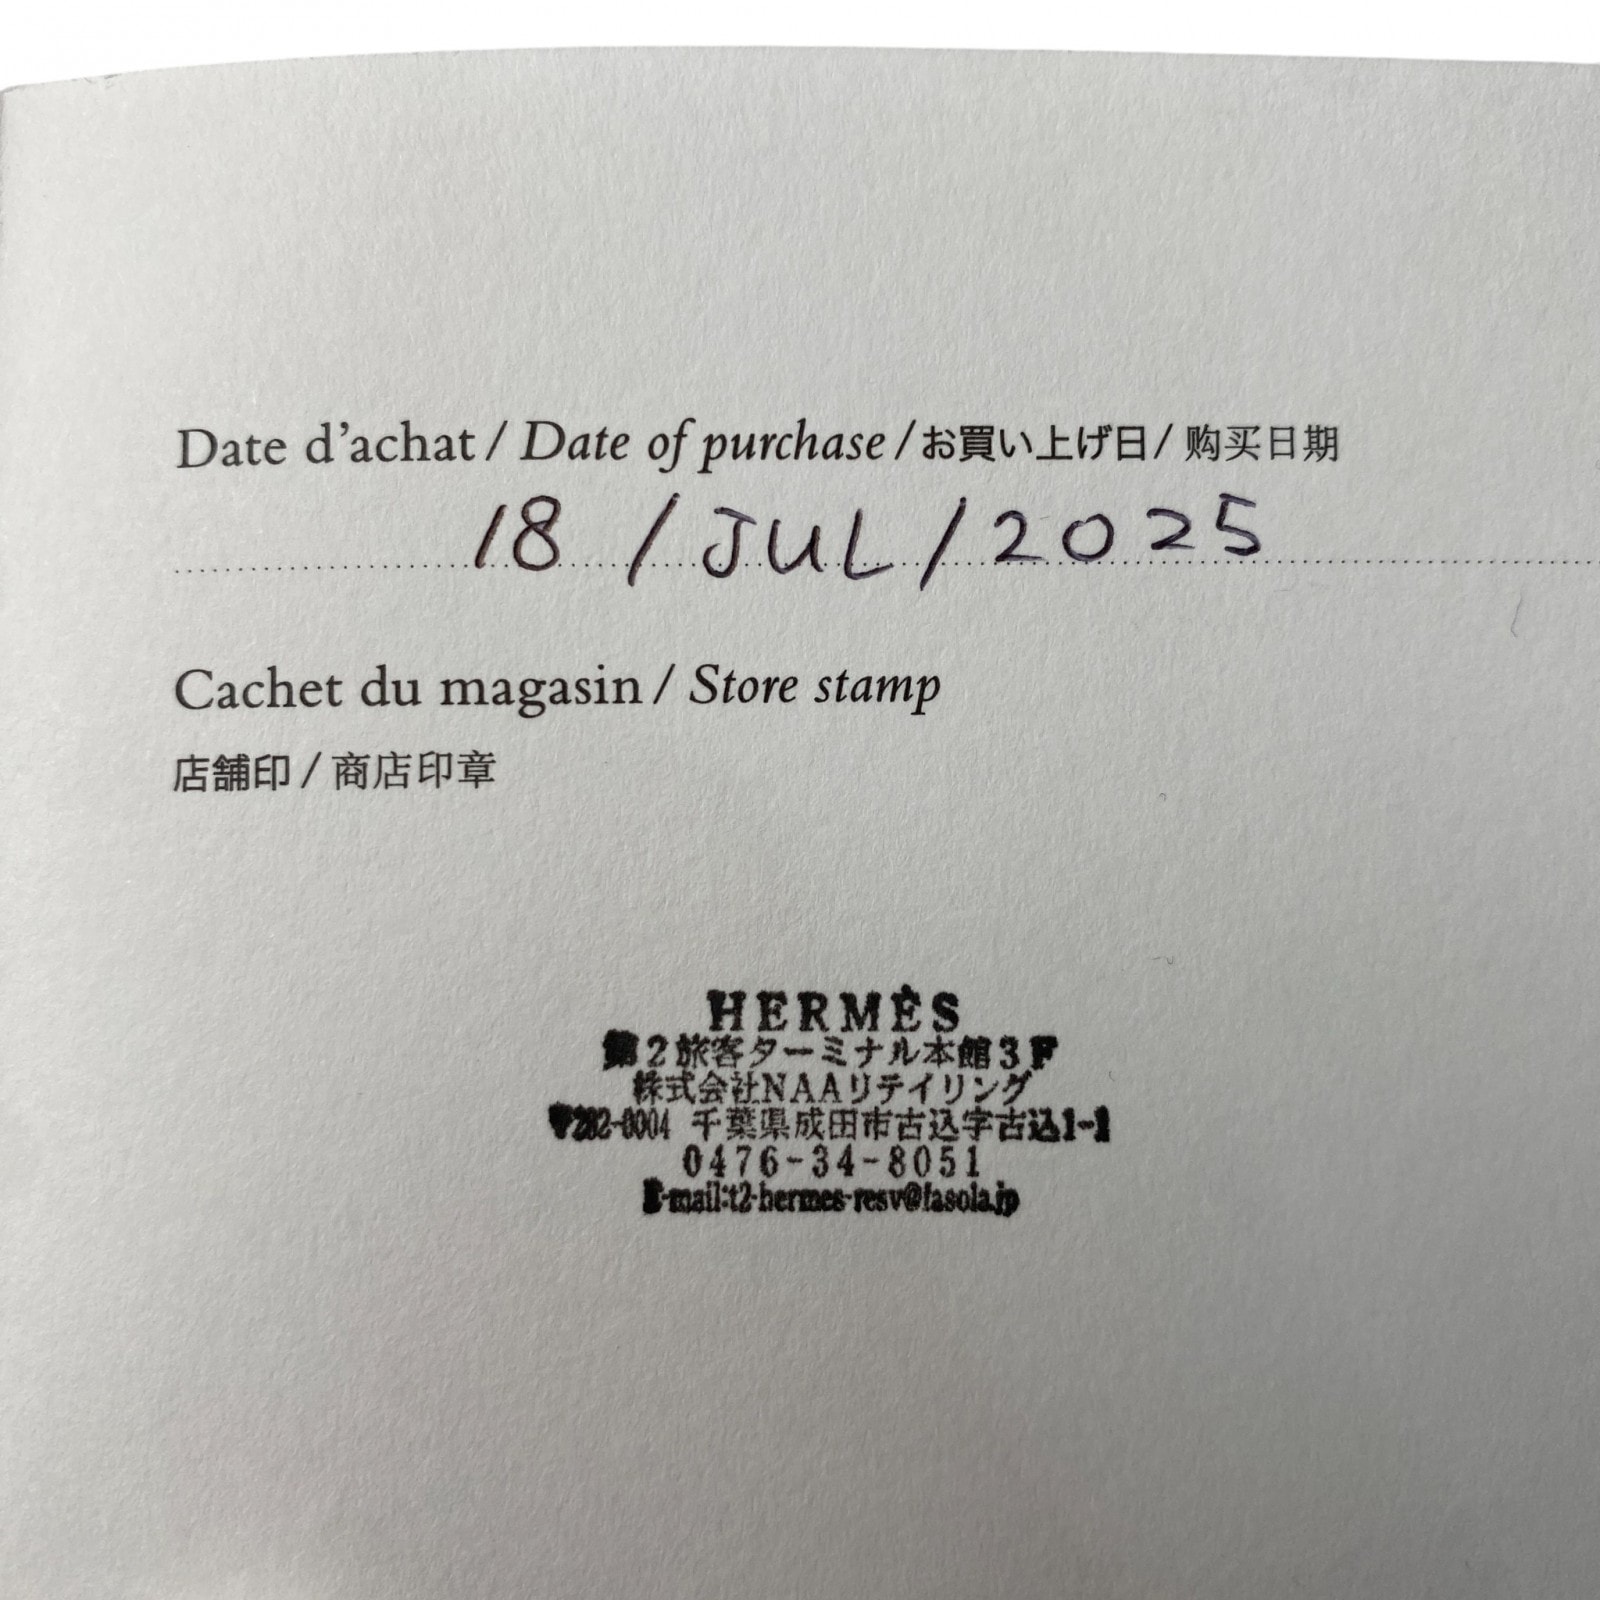 Date d’achat / Date of purchase / お買い上げ日 / 购买日期
18 / JUL / 2025
Cachet du magasin / Store stamp
店舗印 / 商店印章
HERMÈS
第2旅客ターミナル本館3F
株式会社NAAリテイリング
〒282-0004 千葉県成田市古込字古込1-1
0476-34-8051
E-mail:t2-hermes-resv@fasola.jp